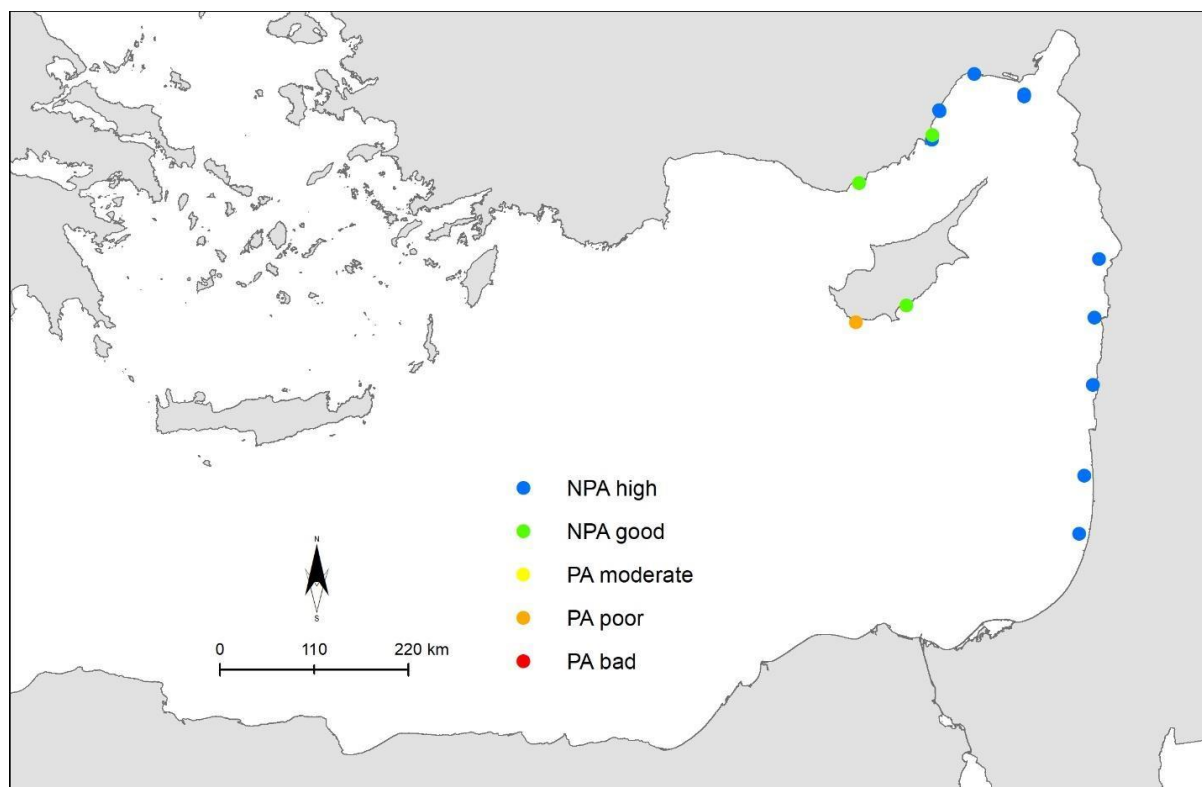 NPA high
NPA good
PA moderate
PA poor
PA bad
N
S
0 110 220 km